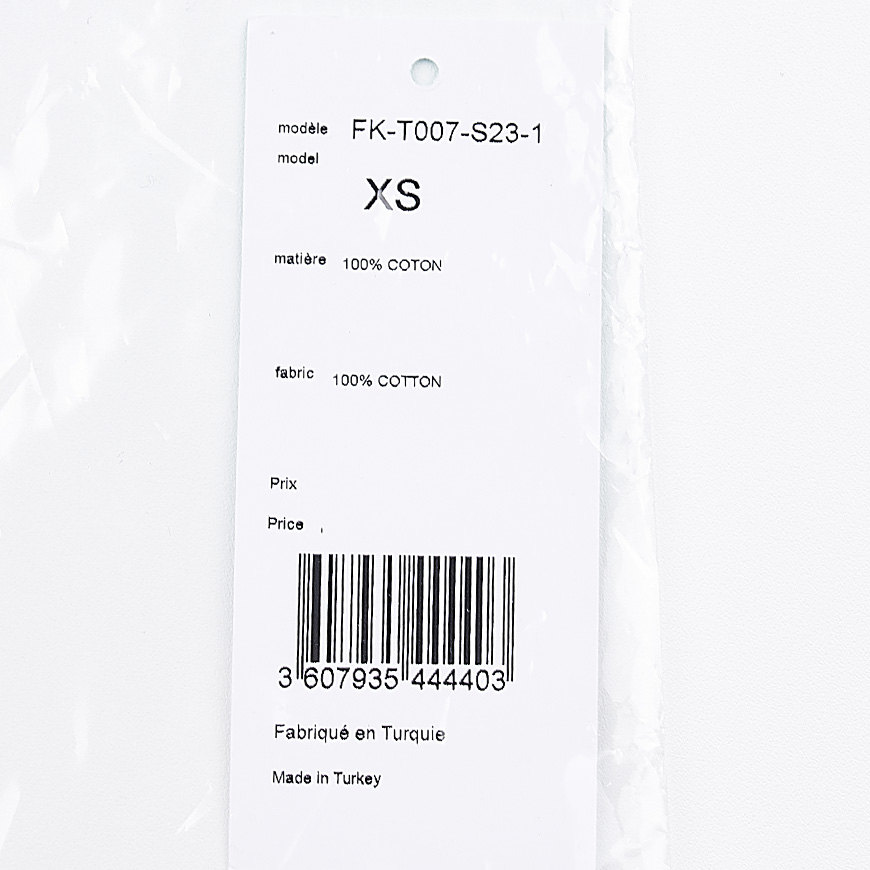 modèle FK-T007-S23-1
model
XS
matière 100% COTON
fabric 100% COTTON
Prix
Price
3 607935 444403
Fabriqué en Turquie
Made in Turkey